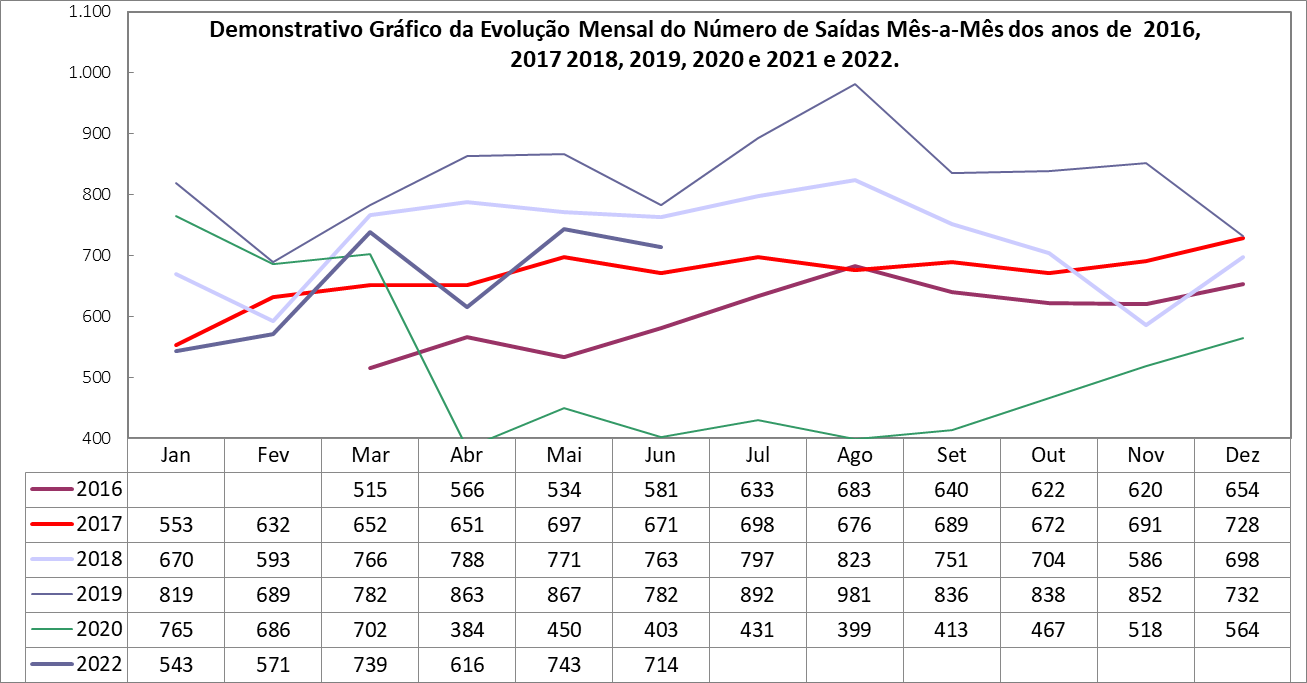 Demonstrativo Gráfico da Evolução Mensal do Número de Saídas Mês-a-Mês dos anos de 2016,
2017 2018, 2019, 2020 e 2021 e 2022.
1.100
1.000
900
800
700
600
500
400
Jan Fev Mar Abr Mai Jun Jul Ago Set Out Nov Dez
2016 515 566 534 581 633 683 640 622 620 654
2017 553 632 652 651 697 671 698 676 689 672 691 728
2018 670 593 766 788 771 763 797 823 751 704 586 698
2019 819 689 782 863 867 782 892 981 836 838 852 732
2020 765 686 702 384 450 403 431 399 413 467 518 564
2022 543 571 739 616 743 714